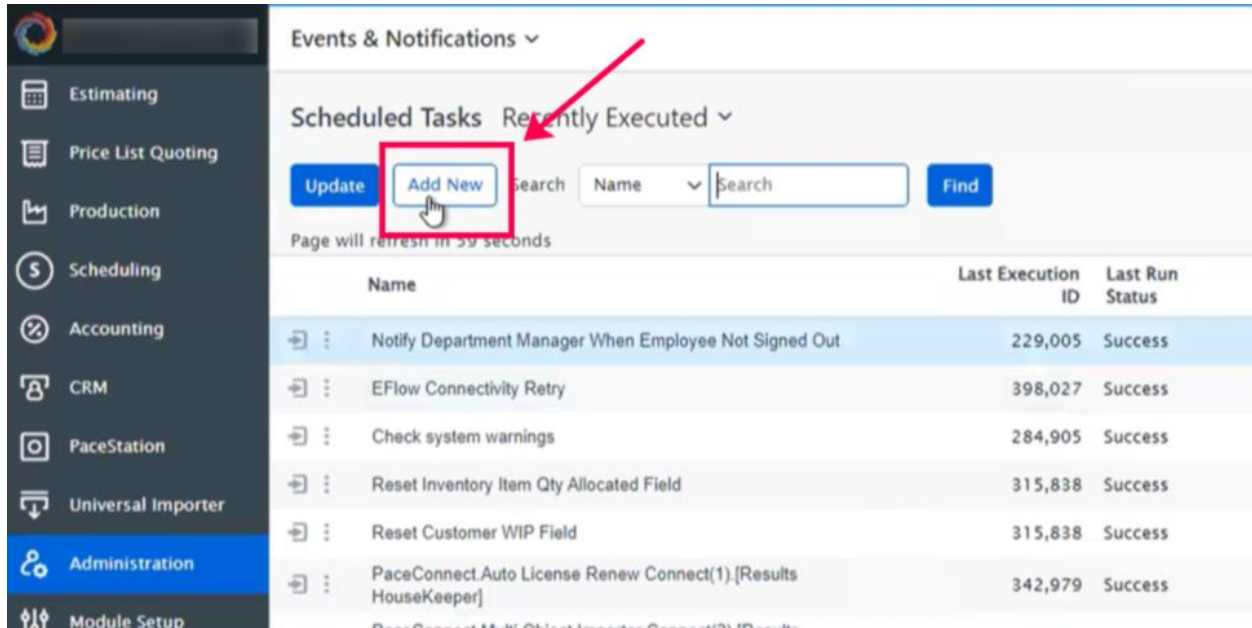 Events & Notifications
Estimating
Scheduled Tasks Recently Executed
Price List Quoting
Update Add New Search Name Search Find
Production
Page will refresh in 59 seconds
Scheduling
Name Last Execution ID Last Run Status
Accounting
Notify Department Manager When Employee Not Signed Out 229,005 Success
CRM
EFlow Connectivity Retry 398,027 Success
PaceStation
Check system warnings 284,905 Success
Universal Importer
Reset Inventory Item Qty Allocated Field 315,838 Success
Reset Customer WIP Field 315,838 Success
Administration
PaceConnect.Auto License Renew Connect(1).[Results
HouseKeeper] 342,979 Success
Module Setup